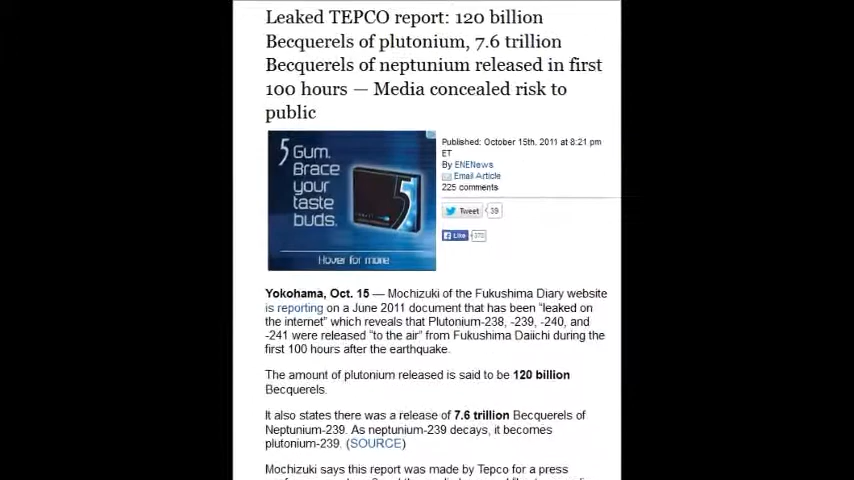 Leaked TEPCO report: 120 billion
Becquerels of plutonium, 7.6 trillion
Becquerels of neptunium released in first
100 hours — Media concealed risk to
public
5 Gum.
Brace
your
taste
buds.
5
Hover for more
Published: October 15th, 2011 at 8:21 pm
ET
By ENENews
Email Article
225 comments
Tweet 39
Like 370
Yokohama, Oct. 15 — Mochizuki of the Fukushima Diary website
is reporting on a June 2011 document that has been “leaked on
the internet” which reveals that Plutonium-238, -239, -240, and
-241 were released “to the air” from Fukushima Daiichi during the
first 100 hours after the earthquake.
The amount of plutonium released is said to be 120 billion
Becquerels.
It also states there was a release of 7.6 trillion Becquerels of
Neptunium-239. As neptunium-239 decays, it becomes
plutonium-239. (SOURCE)
Mochizuki says this report was made by Tepco for a press